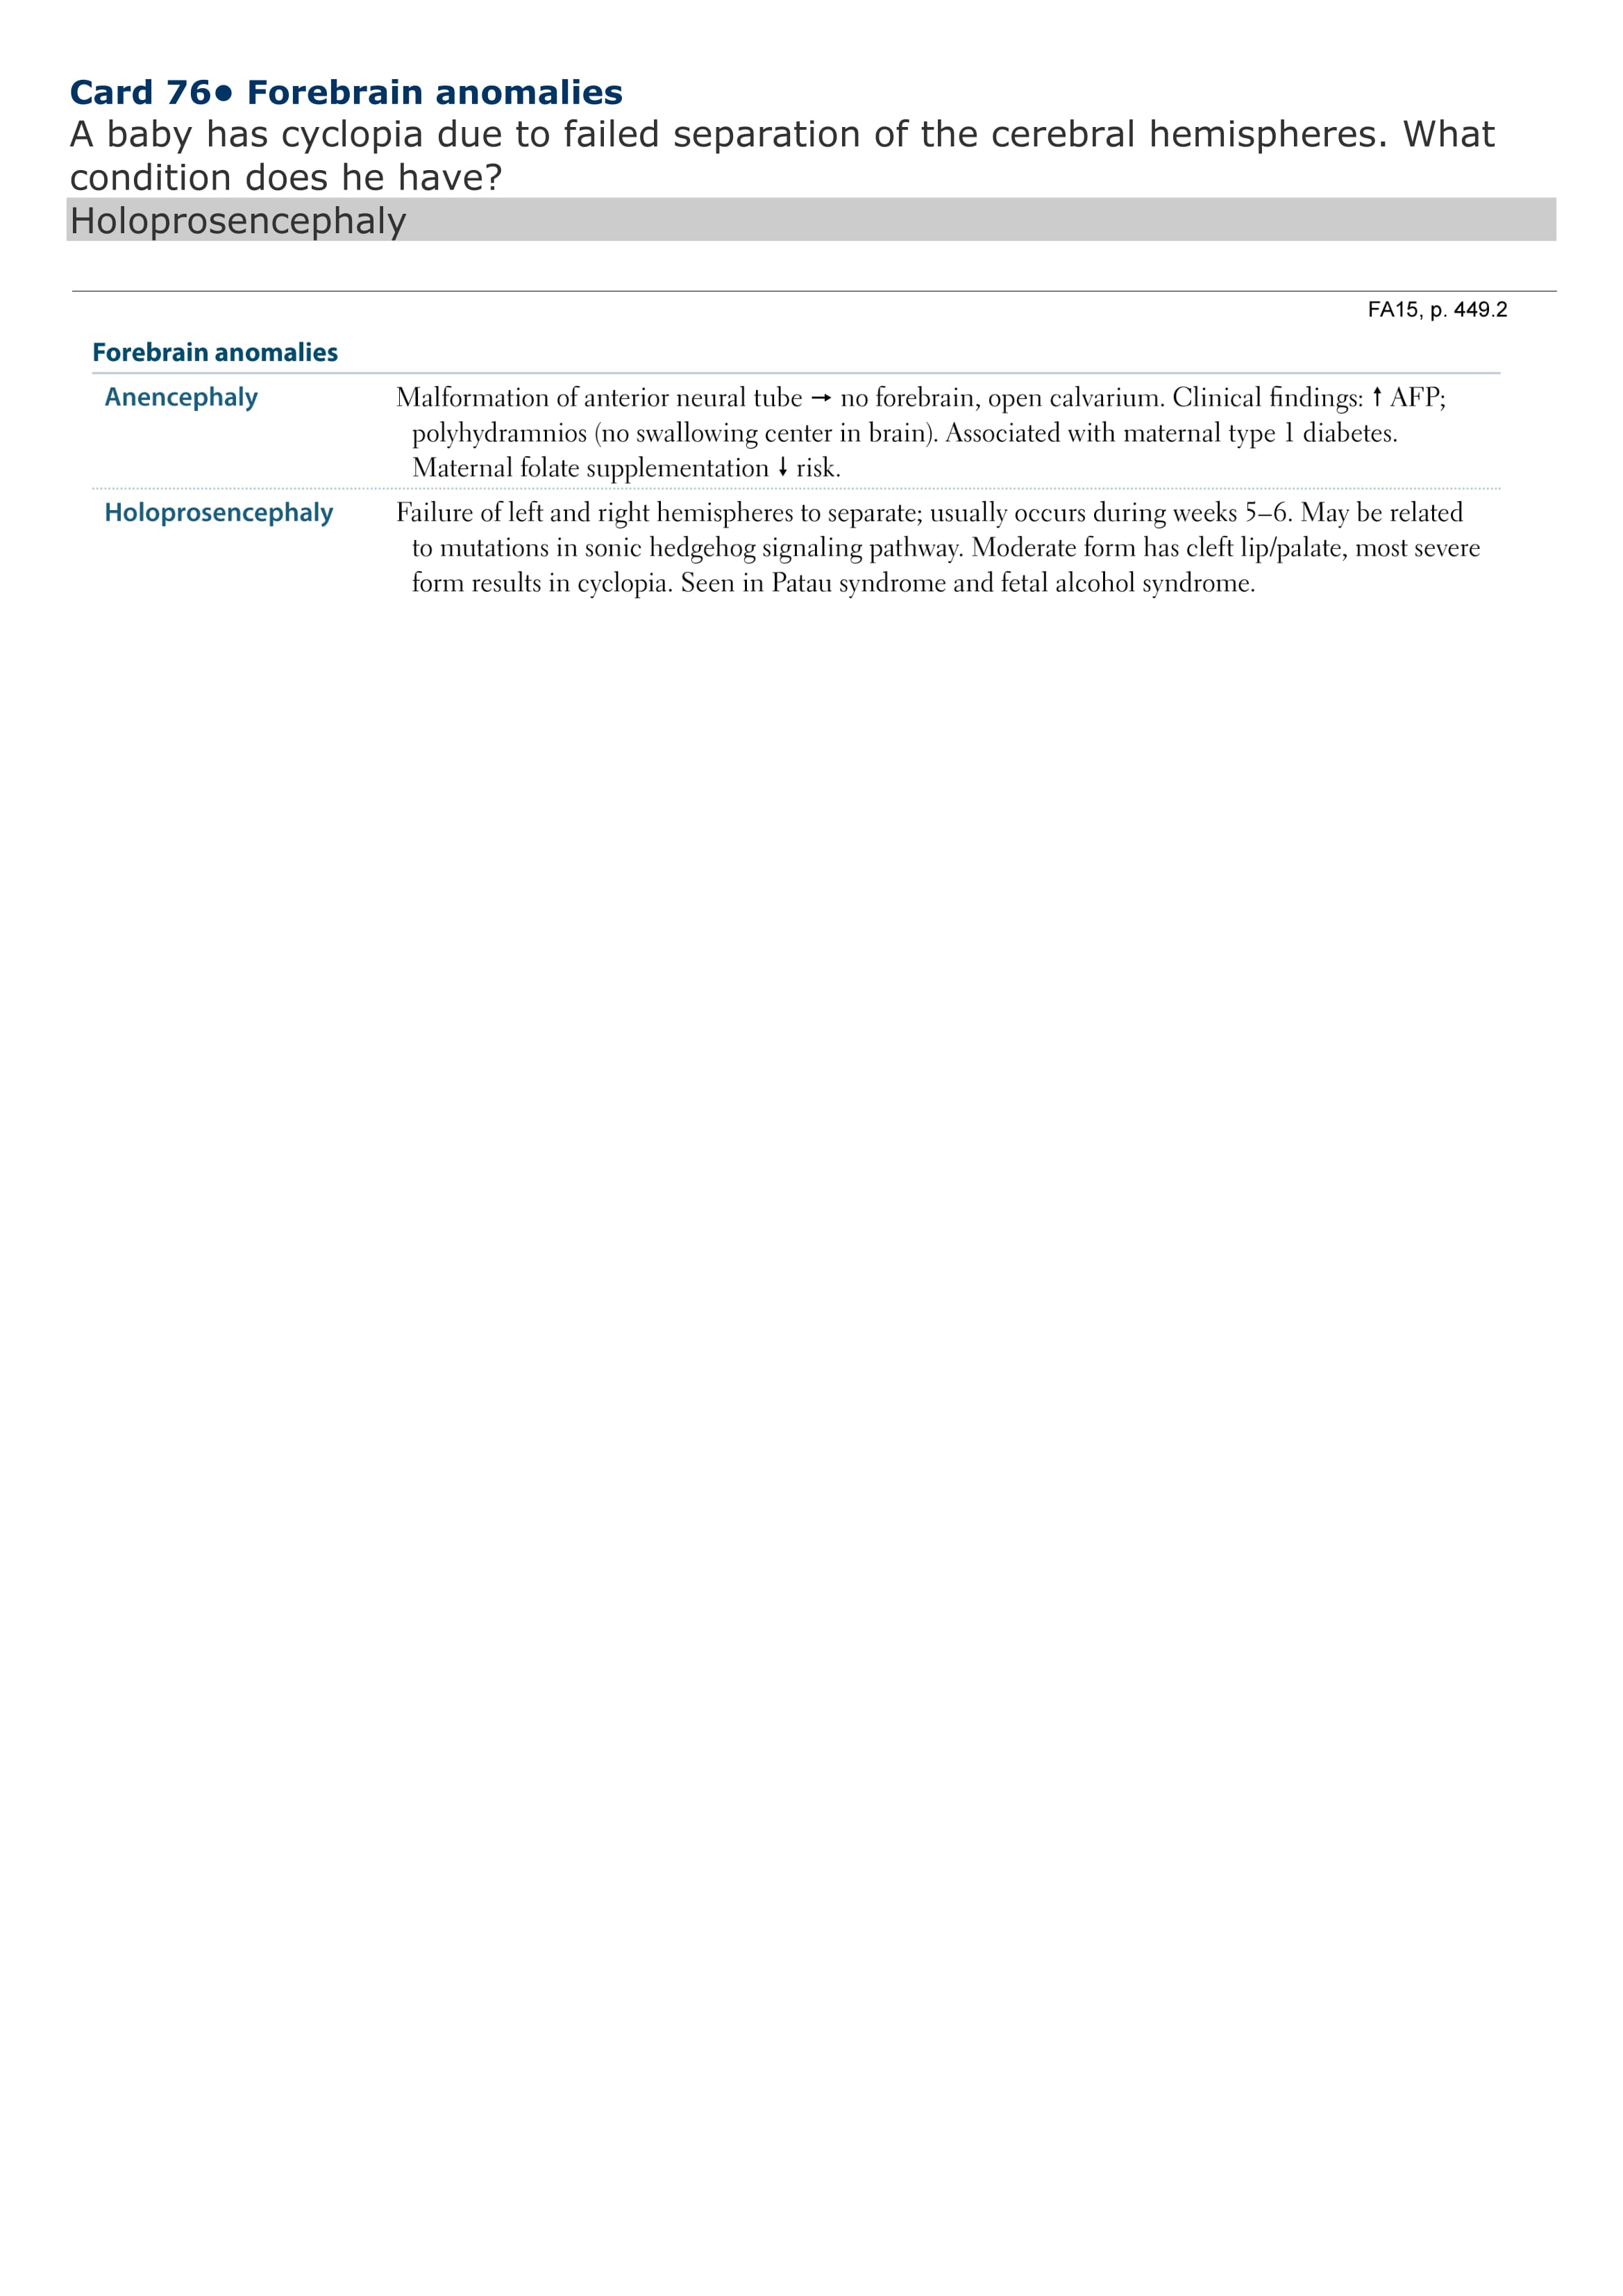 Card 76● Forebrain anomalies
A baby has cyclopia due to failed separation of the cerebral hemispheres. What
condition does he have?
Holoprosencephaly
FA15, p. 449.2
Forebrain anomalies
Anencephaly Malformation of anterior neural tube → no forebrain, open calvarium. Clinical findings: ↑ AFP;
polyhydramnios (no swallowing center in brain). Associated with maternal type 1 diabetes.
Maternal folate supplementation ↓ risk.
Holoprosencephaly Failure of left and right hemispheres to separate; usually occurs during weeks 5–6. May be related
to mutations in sonic hedgehog signaling pathway. Moderate form has cleft lip/palate, most severe
form results in cyclopia. Seen in Patau syndrome and fetal alcohol syndrome.